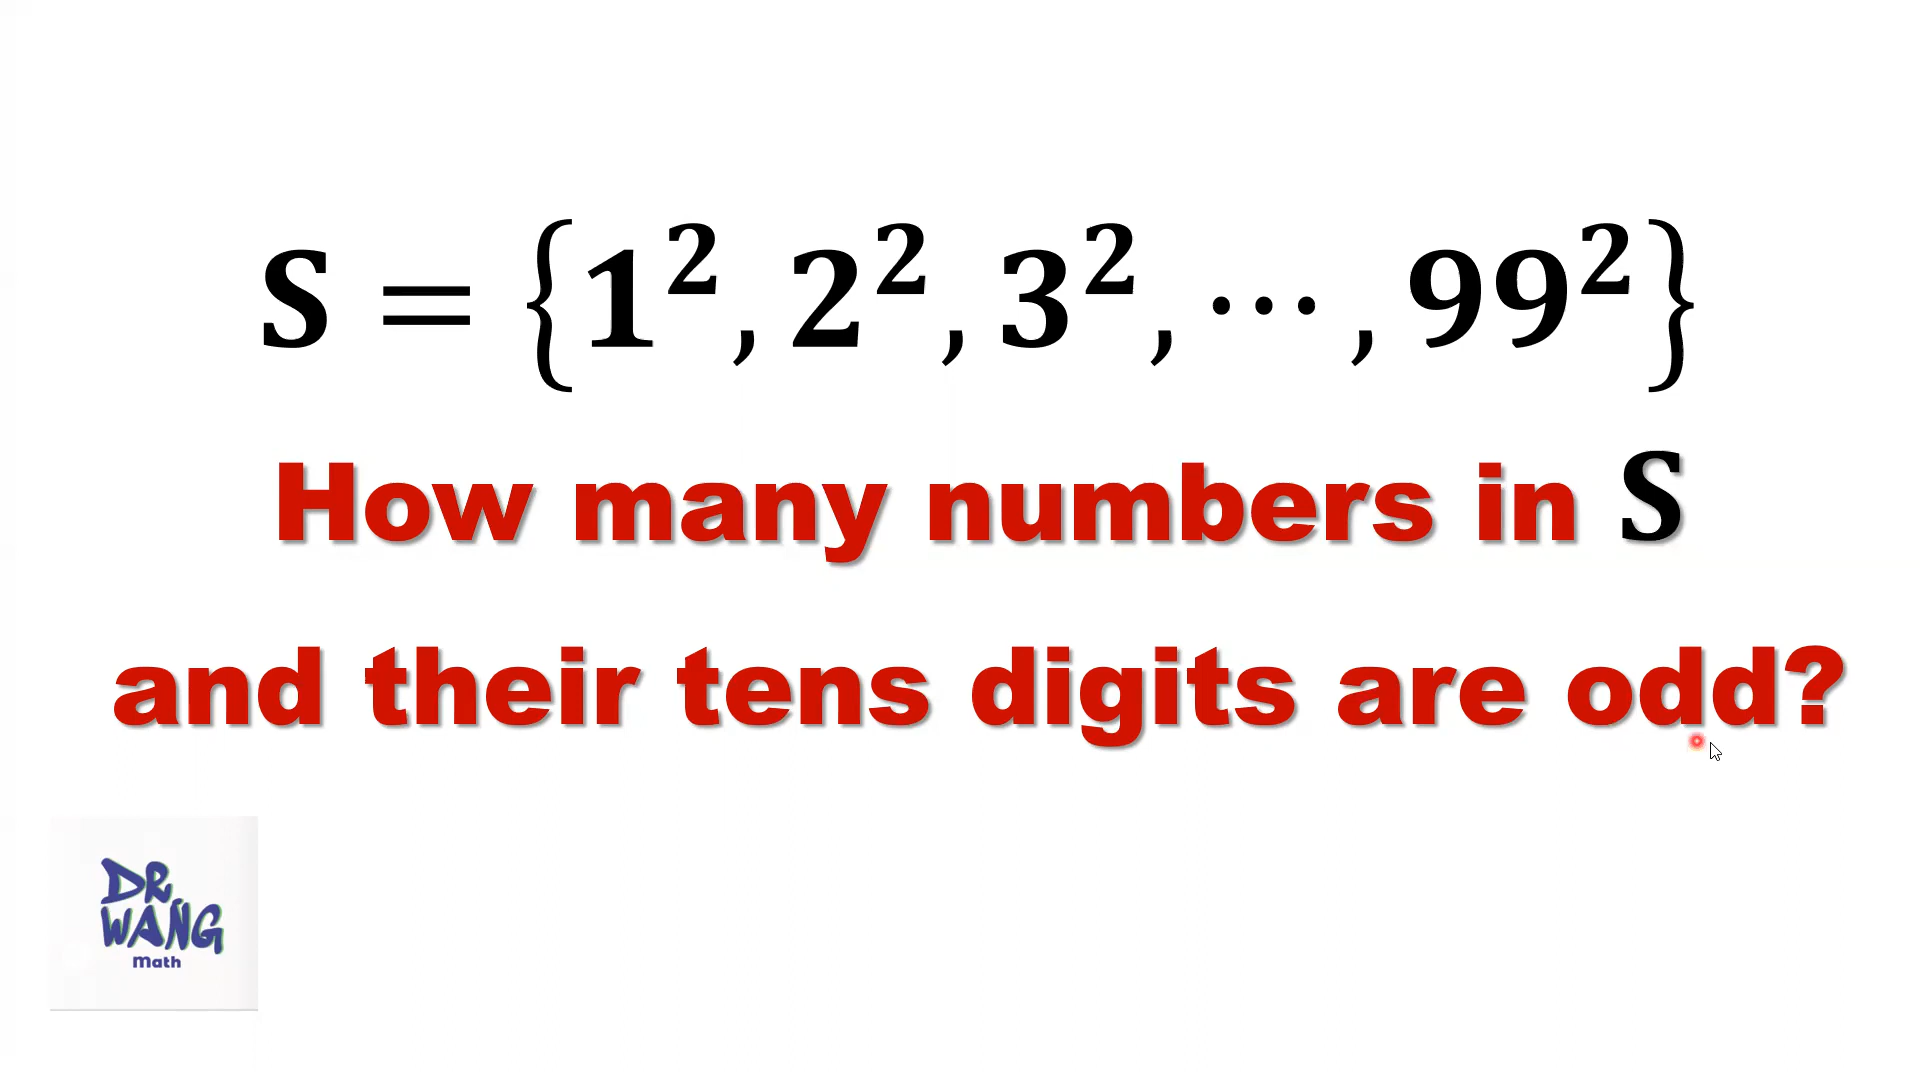 S = {1², 2², 3², ⋯, 99²}
How many numbers in S
and their tens digits are odd?
DR
WANG
Math